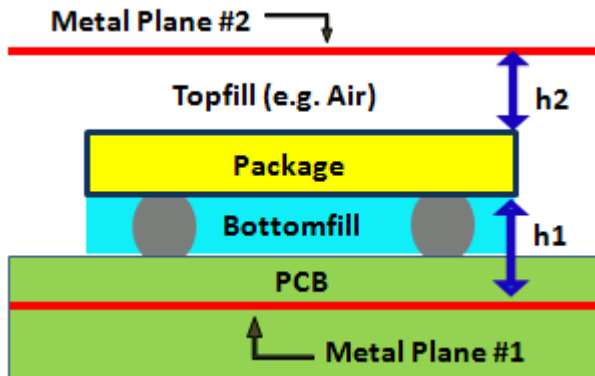 Metal Plane #2
Topfill (e.g. Air)
h2
Package
Bottomfill
h1
PCB
Metal Plane #1